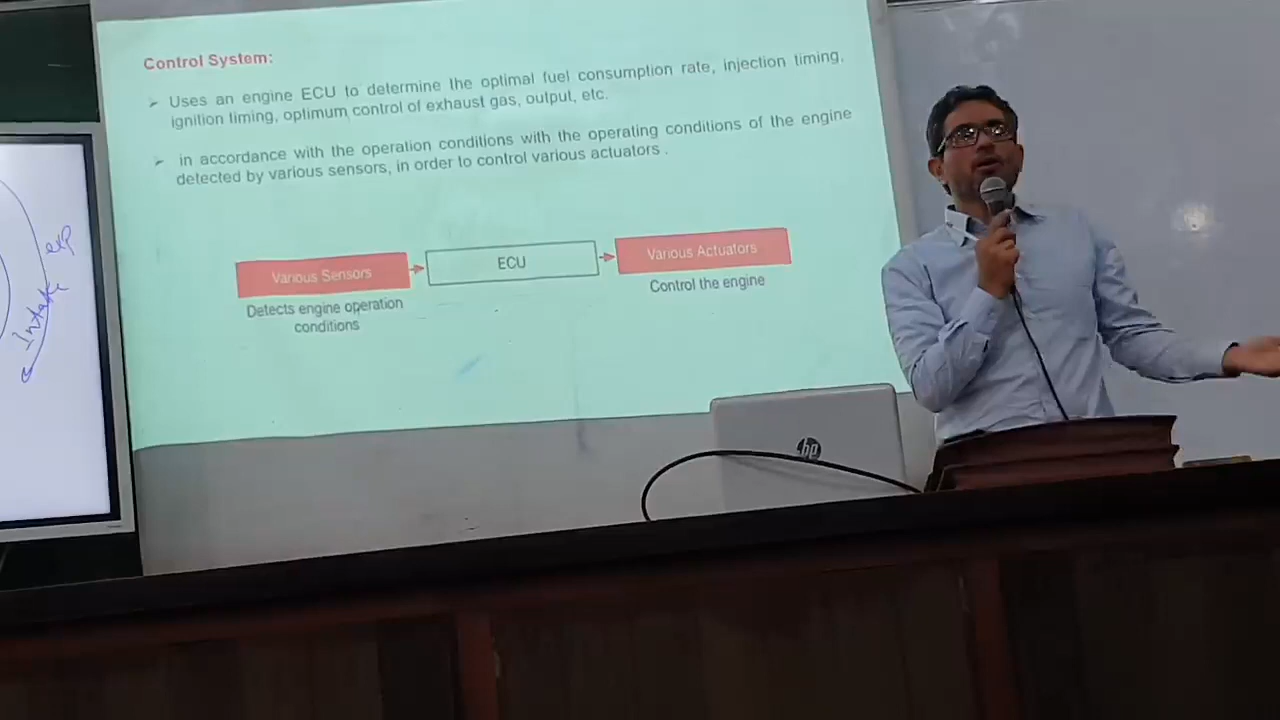 Control System:
➢ Uses an engine ECU to determine the optimal fuel consumption rate, injection timing,
ignition timing, optimum control of exhaust gas, output, etc.
➢ in accordance with the operation conditions with the operating conditions of the engine
detected by various sensors, in order to control various actuators .
Various Sensors
ECU
Various Actuators
Detects engine operation
conditions
Control the engine
exp
Intake
hp